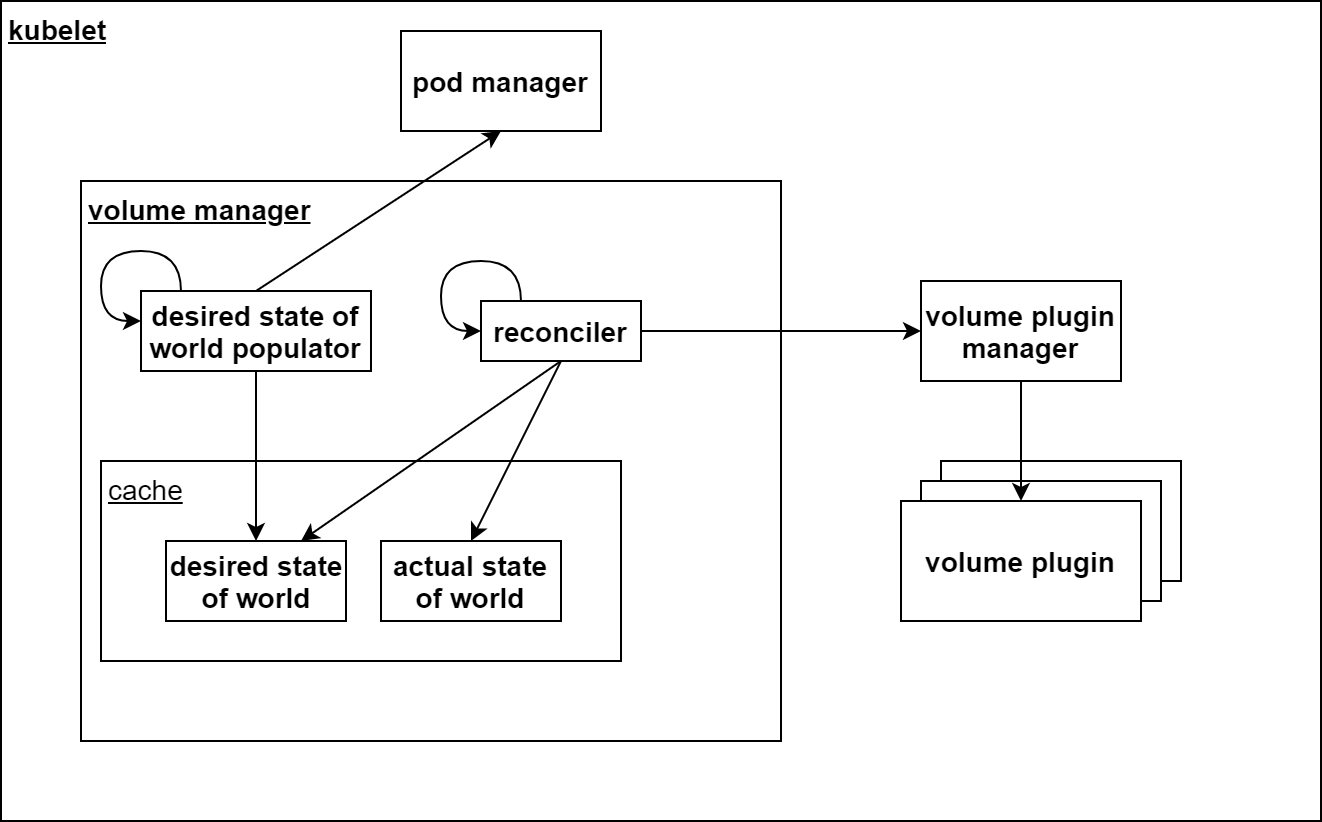 kubelet
pod manager
volume manager
desired state of
world populator
reconciler
volume plugin
manager
cache
desired state
of world
actual state
of world
volume plugin